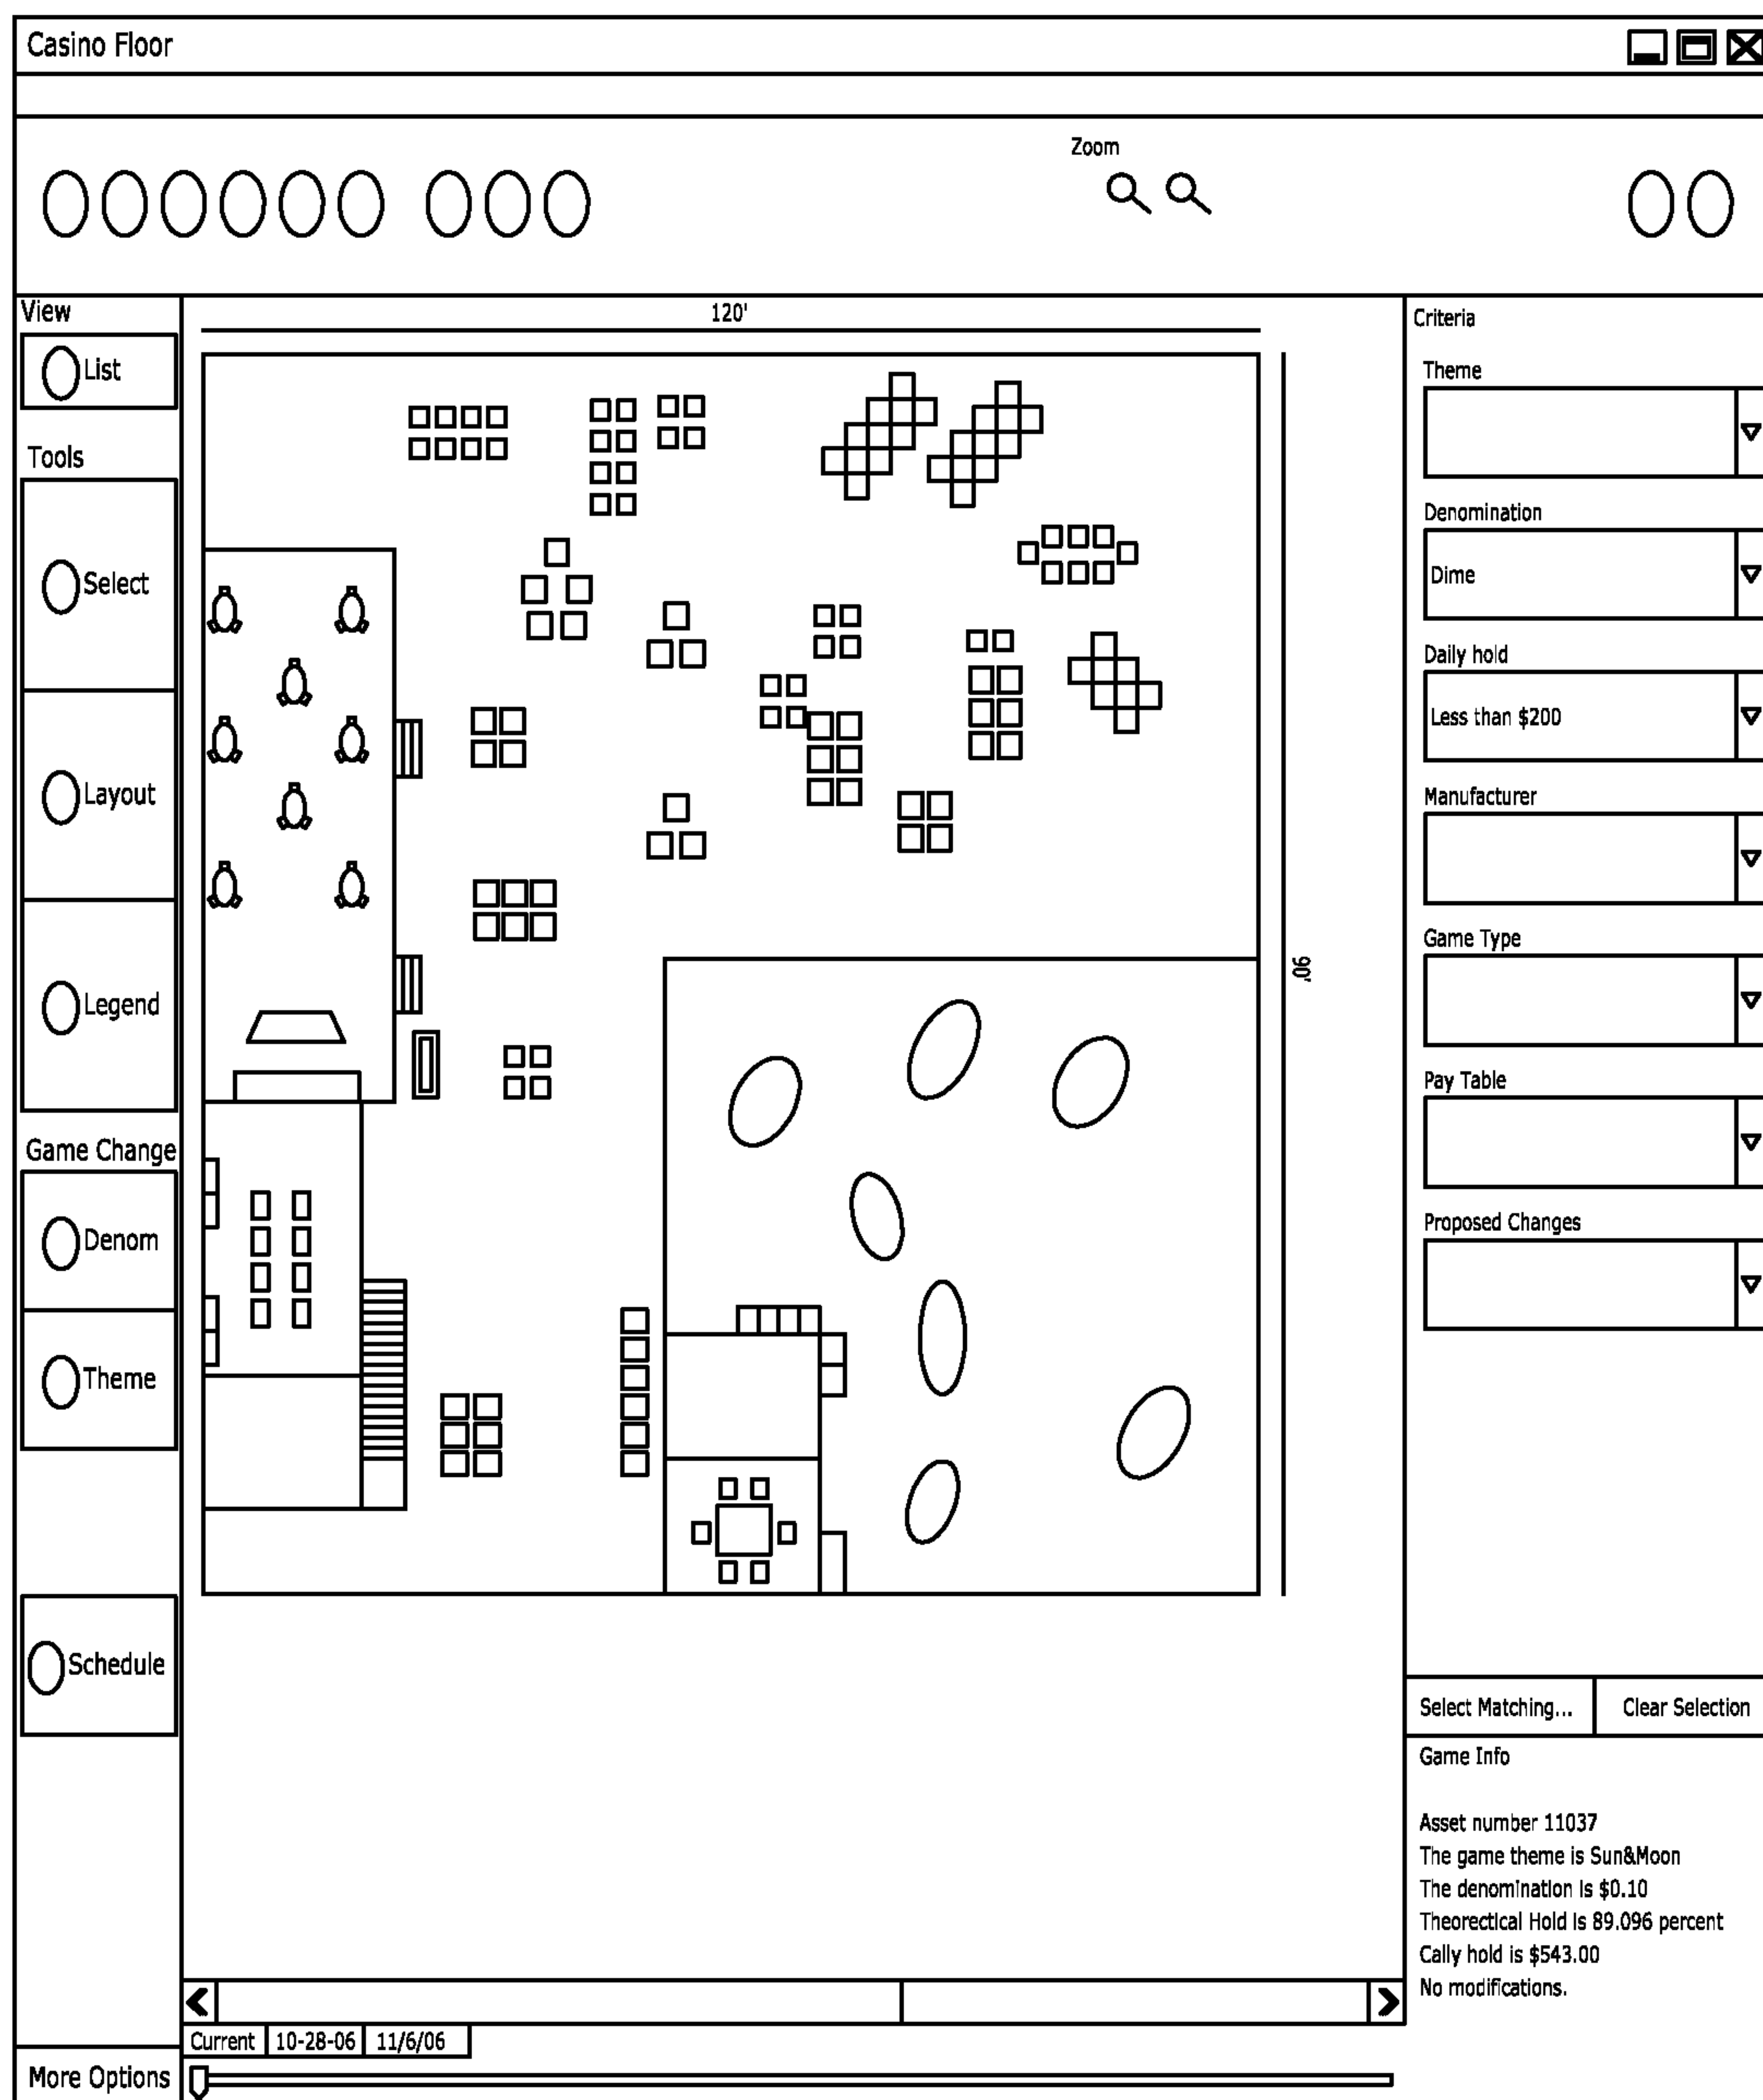 Casino Floor
Zoom
View
List
Tools
Select
Layout
Legend
Game Change
Denom
Theme
Schedule
More Options
120'
90'
Current 10-28-06 11/6/06
Criteria
Theme
Denomination
Dime
Daily hold
Less than $200
Manufacturer
Game Type
Pay Table
Proposed Changes
Select Matching... Clear Selection
Game Info
Asset number 11037
The game theme is Sun&Moon
The denomination is $0.10
Theorectical Hold is 89.096 percent
Cally hold is $543.00
No modifications.